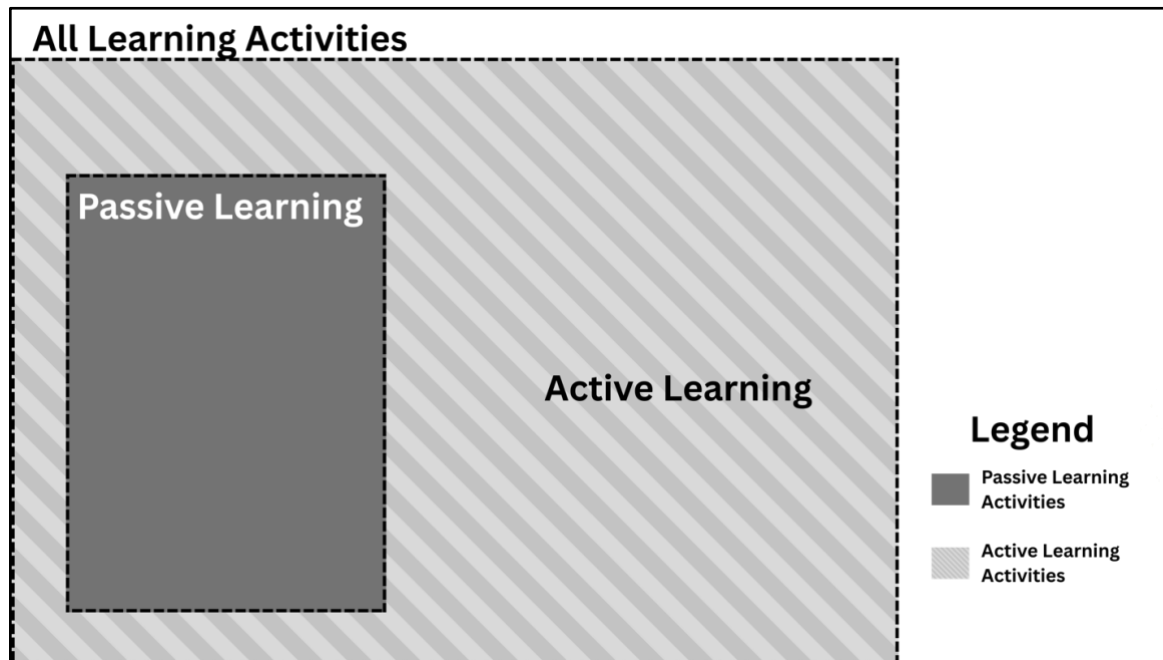 All Learning Activities
Passive Learning
Active Learning
Legend
Passive Learning
Activities
Active Learning
Activities